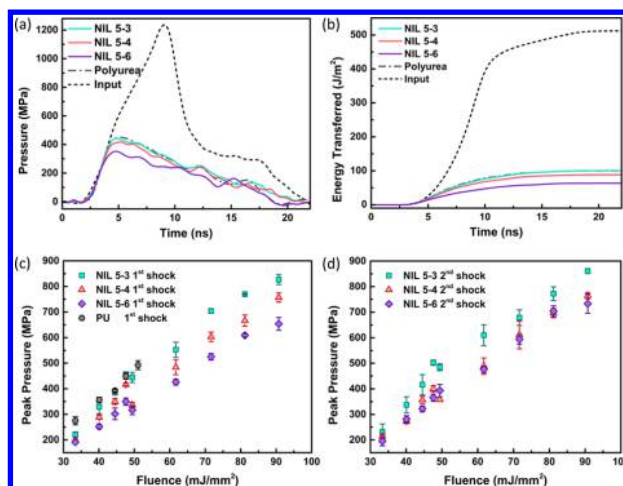 (a)
NIL 5-3
NIL 5-4
NIL 5-6
Polyurea
Input
Pressure (MPa)
1200
1000
800
600
400
200
0
0 5 10 15 20
Time (ns)
(b)
NIL 5-3
NIL 5-4
NIL 5-6
Polyurea
Input
Energy Transferred (J/m²)
500
400
300
200
100
0
0 5 10 15 20
Time (ns)
(c)
NIL 5-3 1st shock
NIL 5-4 1st shock
NIL 5-6 1st shock
PU 1st shock
Peak Pressure (MPa)
900
800
700
600
500
400
300
200
30 40 50 60 70 80 90 100
Fluence (mJ/mm²)
(d)
NIL 5-3 2nd shock
NIL 5-4 2nd shock
NIL 5-6 2nd shock
Peak Pressure (MPa)
900
800
700
600
500
400
300
200
30 40 50 60 70 80 90 100
Fluence (mJ/mm²)